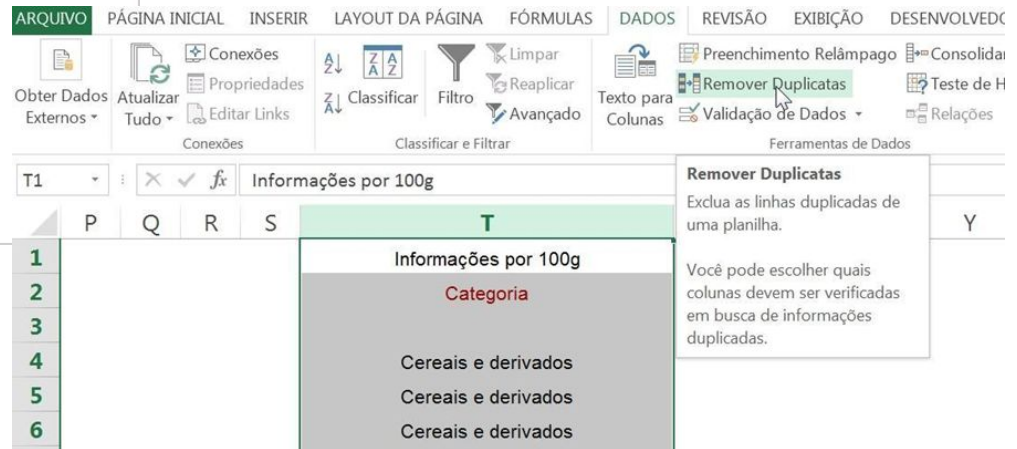 ARQUIVO PÁGINA INICIAL INSERIR LAYOUT DA PÁGINA FÓRMULAS DADOS REVISÃO EXIBIÇÃO
Obter Dados Externos
Atualizar Tudo
Conexões
Propriedades
Editar Links
Conexões
Classificar
Filtro
Limpar
Reaplicar
Avançado
Classificar e Filtrar
Texto para Colunas
Preenchimento Relâmpago
Remover Duplicatas
Validação de Dados
Consolidar
Teste de H
Relações
Ferramentas de Dados
T1 fx Informações por 100g
Remover Duplicatas
Exclua as linhas duplicadas de
uma planilha.
Você pode escolher quais
colunas devem ser verificadas
em busca de informações
duplicadas.
P Q R S T Y
1 Informações por 100g
2 Categoria
3
4 Cereais e derivados
5 Cereais e derivados
6 Cereais e derivados